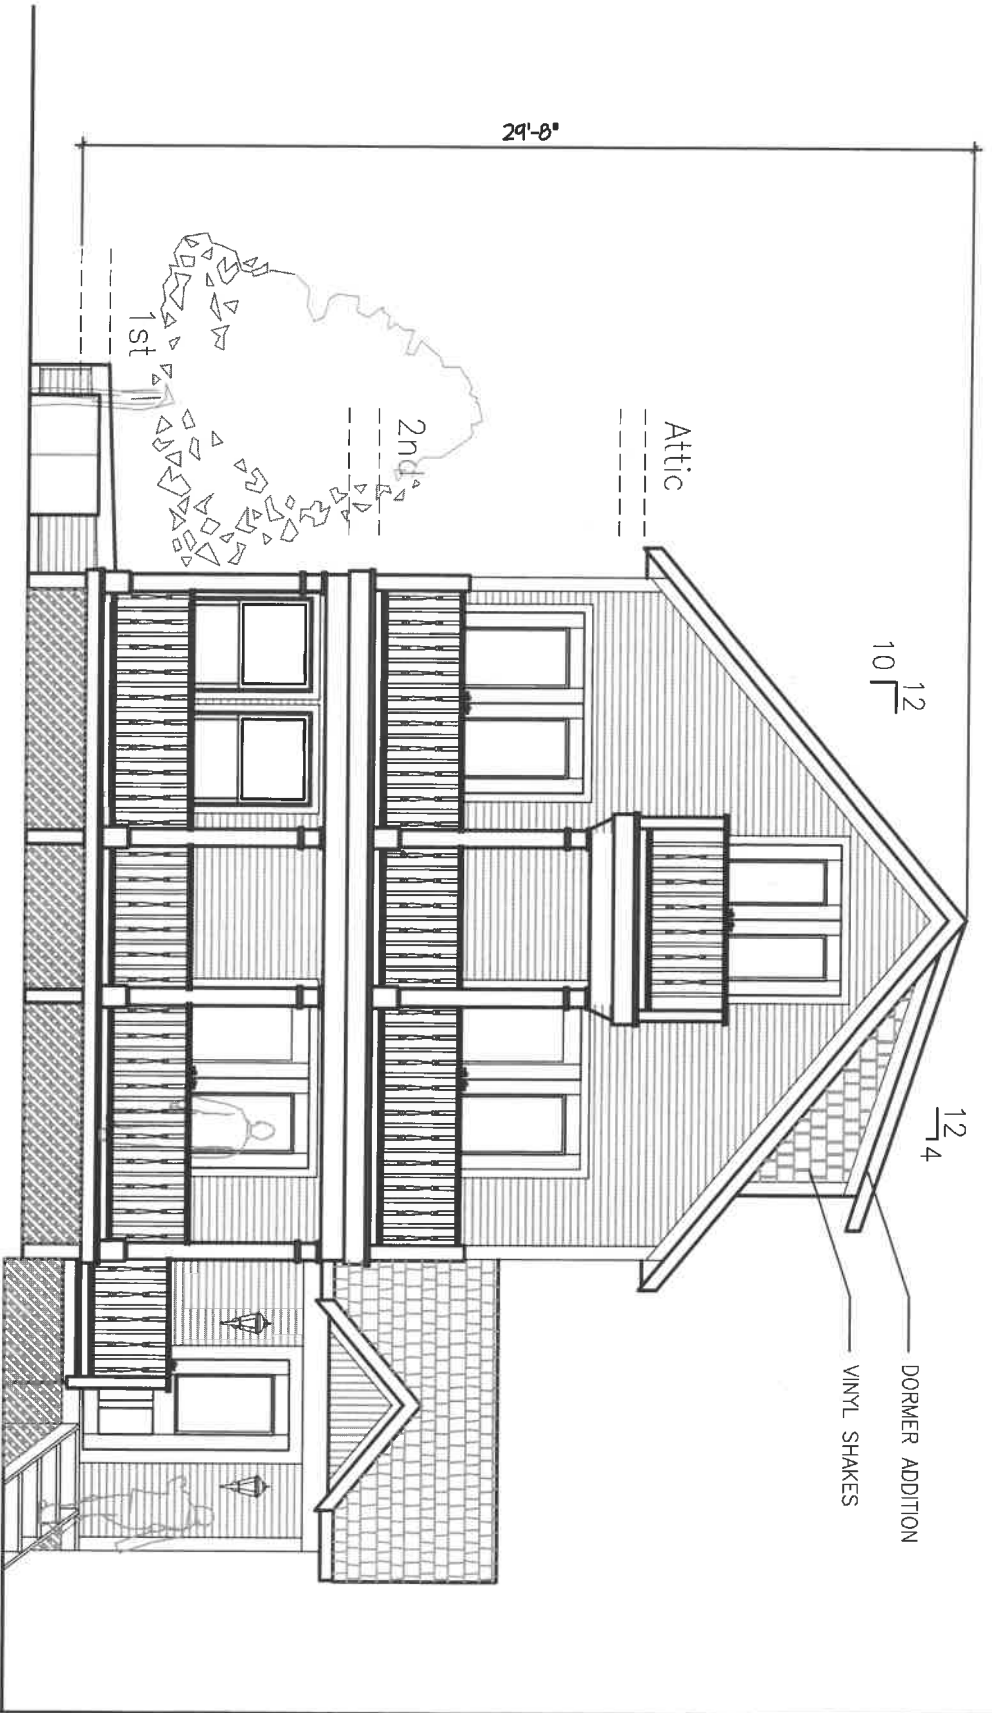 29'-8"
12
10
12
4
DORMER ADDITION
VINYL SHAKES
Attic
2nd
1st